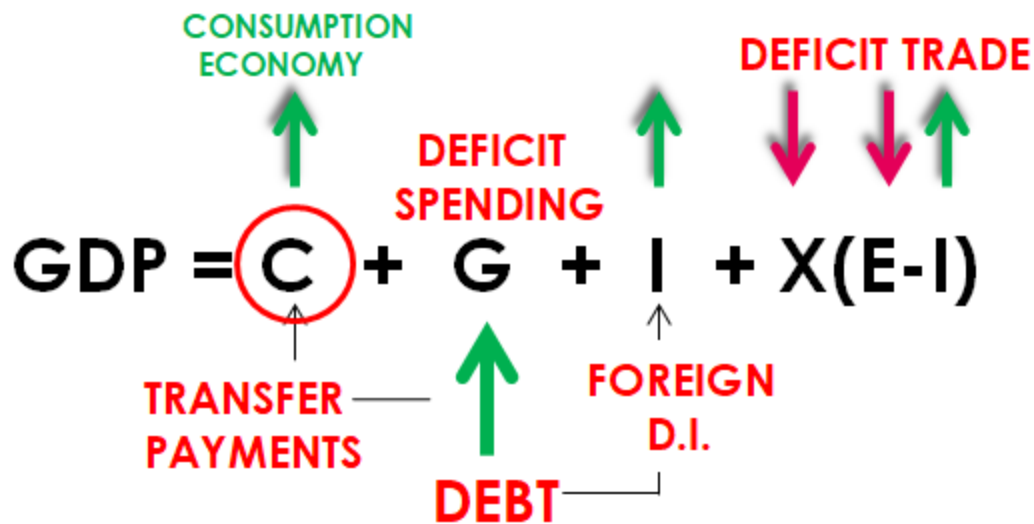 CONSUMPTION
ECONOMY
DEFICIT TRADE
DEFICIT
SPENDING
GDP = C + G + I + X(E-I)
TRANSFER
PAYMENTS
FOREIGN
D.I.
DEBT